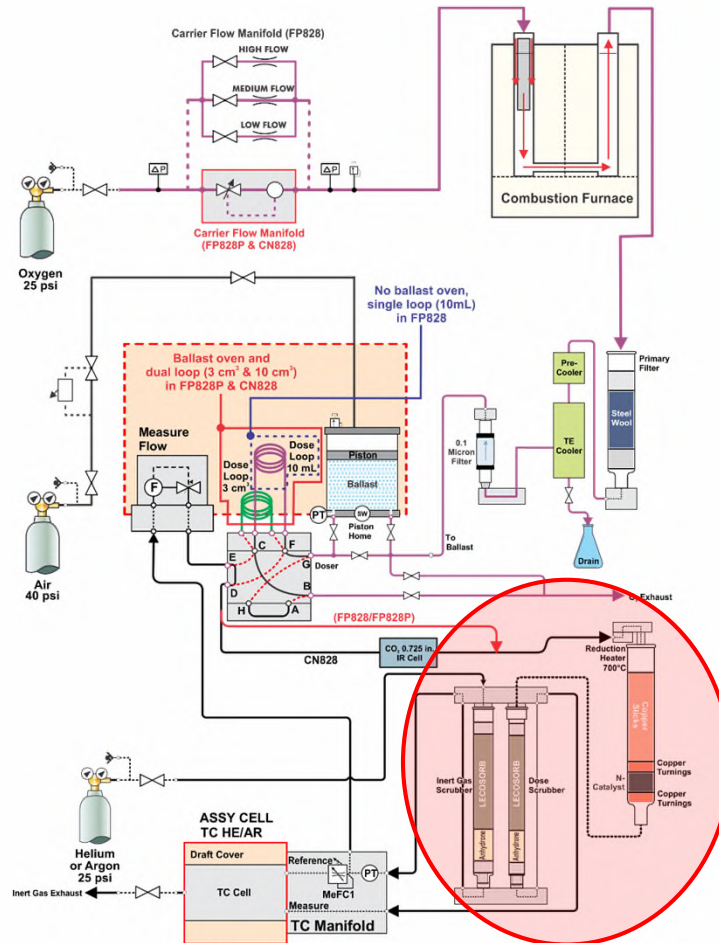 Carrier Flow Manifold (FP828)
HIGH FLOW
MEDIUM FLOW
LOW FLOW
ΔP
ΔP
Carrier Flow Manifold
(FP828P & CN828)
Combustion Furnace
Oxygen
25 psi
No ballast oven,
single loop (10mL)
in FP828
Ballast oven and
dual loop (3 cm³ & 10 cm³)
in FP828P & CN828
Pre-
Cooler
Primary
Filter
Steel
Wool
TE
Cooler
0.1
Micron
Filter
Measure
Flow
F
Dose
Loop
10 mL
Dose
Loop
3 cm³
Piston
Ballast
PT
SW
Piston
Home
To
Ballast
Drain
Air
40 psi
E
C
F
G
Doser
D
B
H
A
Exhaust
(FP828/FP828P)
CN828
CO₂ 0.725 in.
IR Cell
Reduction
Heater
700°C
Copper
Sticks
Copper
Turnings
N-
Catalyst
Copper
Turnings
Inert Gas
Scrubber
LECOSORB
LECOSORB
Dose
Scrubber
Anhydrone
Anhydrone
Helium
or Argon
25 psi
ASSY CELL
TC HE/AR
Draft Cover
Reference
PT
MeFC1
TC Cell
Inert Gas Exhaust
Measure
TC Manifold